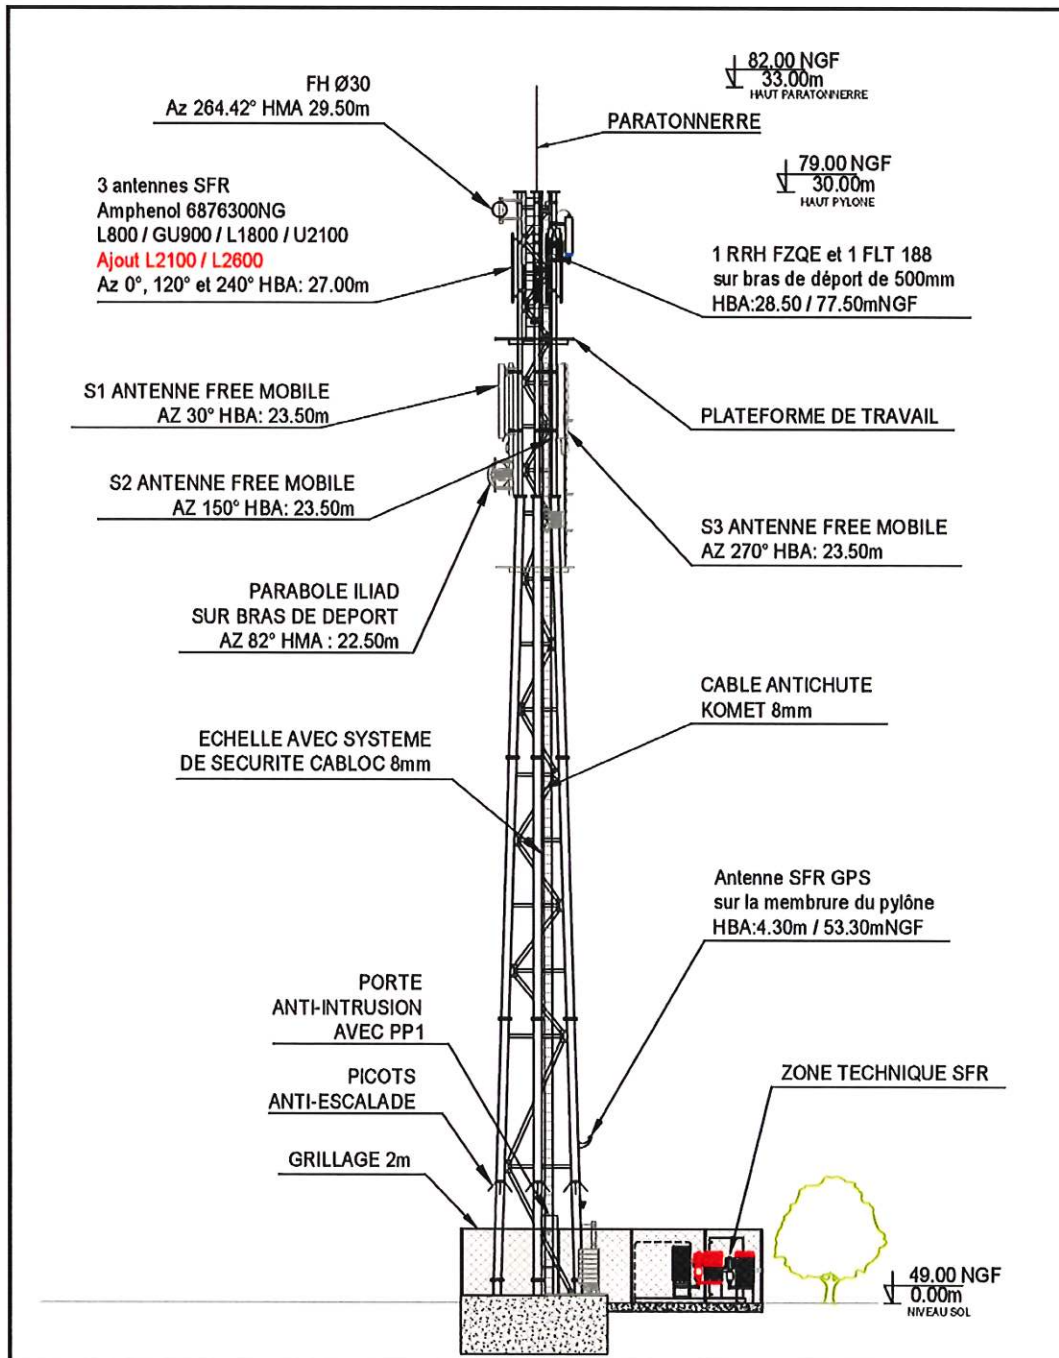 82.00 NGF
33.00m
HAUT PARATONNERRE
FH Ø30
Az 264.42° HMA 29.50m
PARATONNERRE
79.00 NGF
30.00m
HAUT PYLONE
3 antennes SFR
Amphenol 6876300NG
L800 / GU900 / L1800 / U2100
Ajout L2100 / L2600
Az 0°, 120° et 240° HBA: 27.00m
1 RRH FZQE et 1 FLT 188
sur bras de déport de 500mm
HBA:28.50 / 77.50mNGF
S1 ANTENNE FREE MOBILE
AZ 30° HBA: 23.50m
PLATEFORME DE TRAVAIL
S2 ANTENNE FREE MOBILE
AZ 150° HBA: 23.50m
S3 ANTENNE FREE MOBILE
AZ 270° HBA: 23.50m
PARABOLE ILIAD
SUR BRAS DE DEPORT
AZ 82° HMA : 22.50m
CABLE ANTICHUTE
KOMET 8mm
ECHELLE AVEC SYSTEME
DE SECURITE CABLOC 8mm
Antenne SFR GPS
sur la membrure du pylône
HBA:4.30m / 53.30mNGF
PORTE
ANTI-INTRUSION
AVEC PP1
ZONE TECHNIQUE SFR
PICOTS
ANTI-ESCALADE
GRILLAGE 2m
49.00 NGF
0.00m
NIVEAU SOL